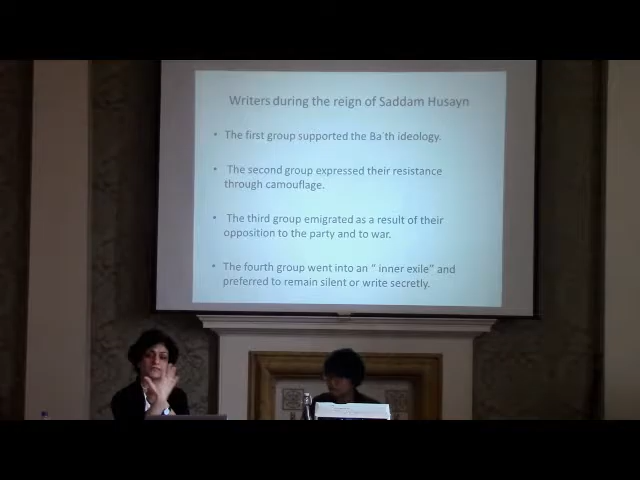 Writers during the reign of Saddam Husayn
• The first group supported the Ba`th ideology.
• The second group expressed their resistance
through camouflage.
• The third group emigrated as a result of their
opposition to the party and to war.
• The fourth group went into an “ inner exile” and
preferred to remain silent or write secretly.